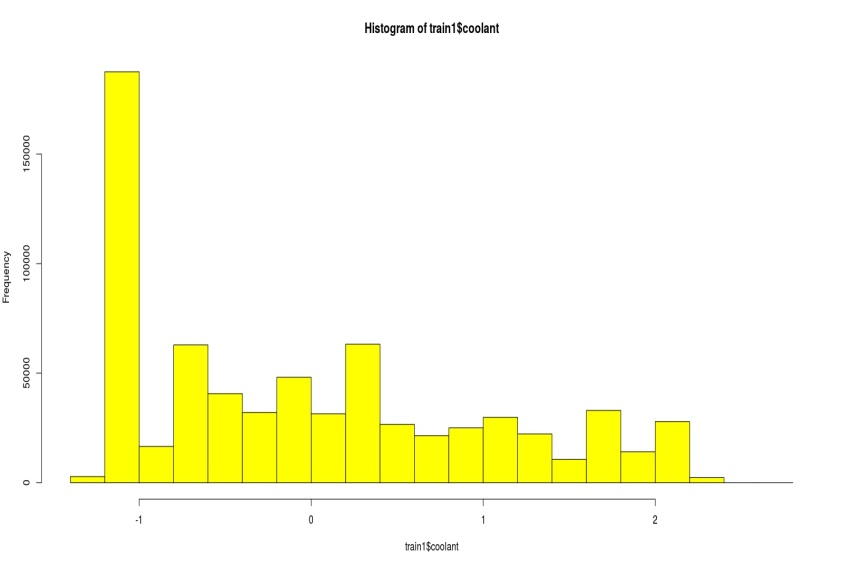 Histogram of train1$coolant
Frequency
150000
100000
50000
0
-1 0 1 2
train1$coolant